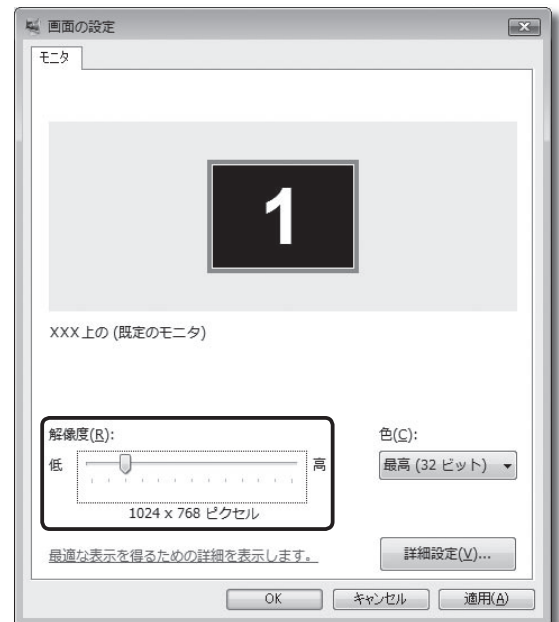 画面の設定
モニタ
1
XXX上の (既定のモニタ)
解像度(R):
色(C):
低
高
最高 (32 ビット)
1024 x 768 ピクセル
最適な表示を得るための詳細を表示します。
詳細設定(V)...
OK
キャンセル
適用(A)